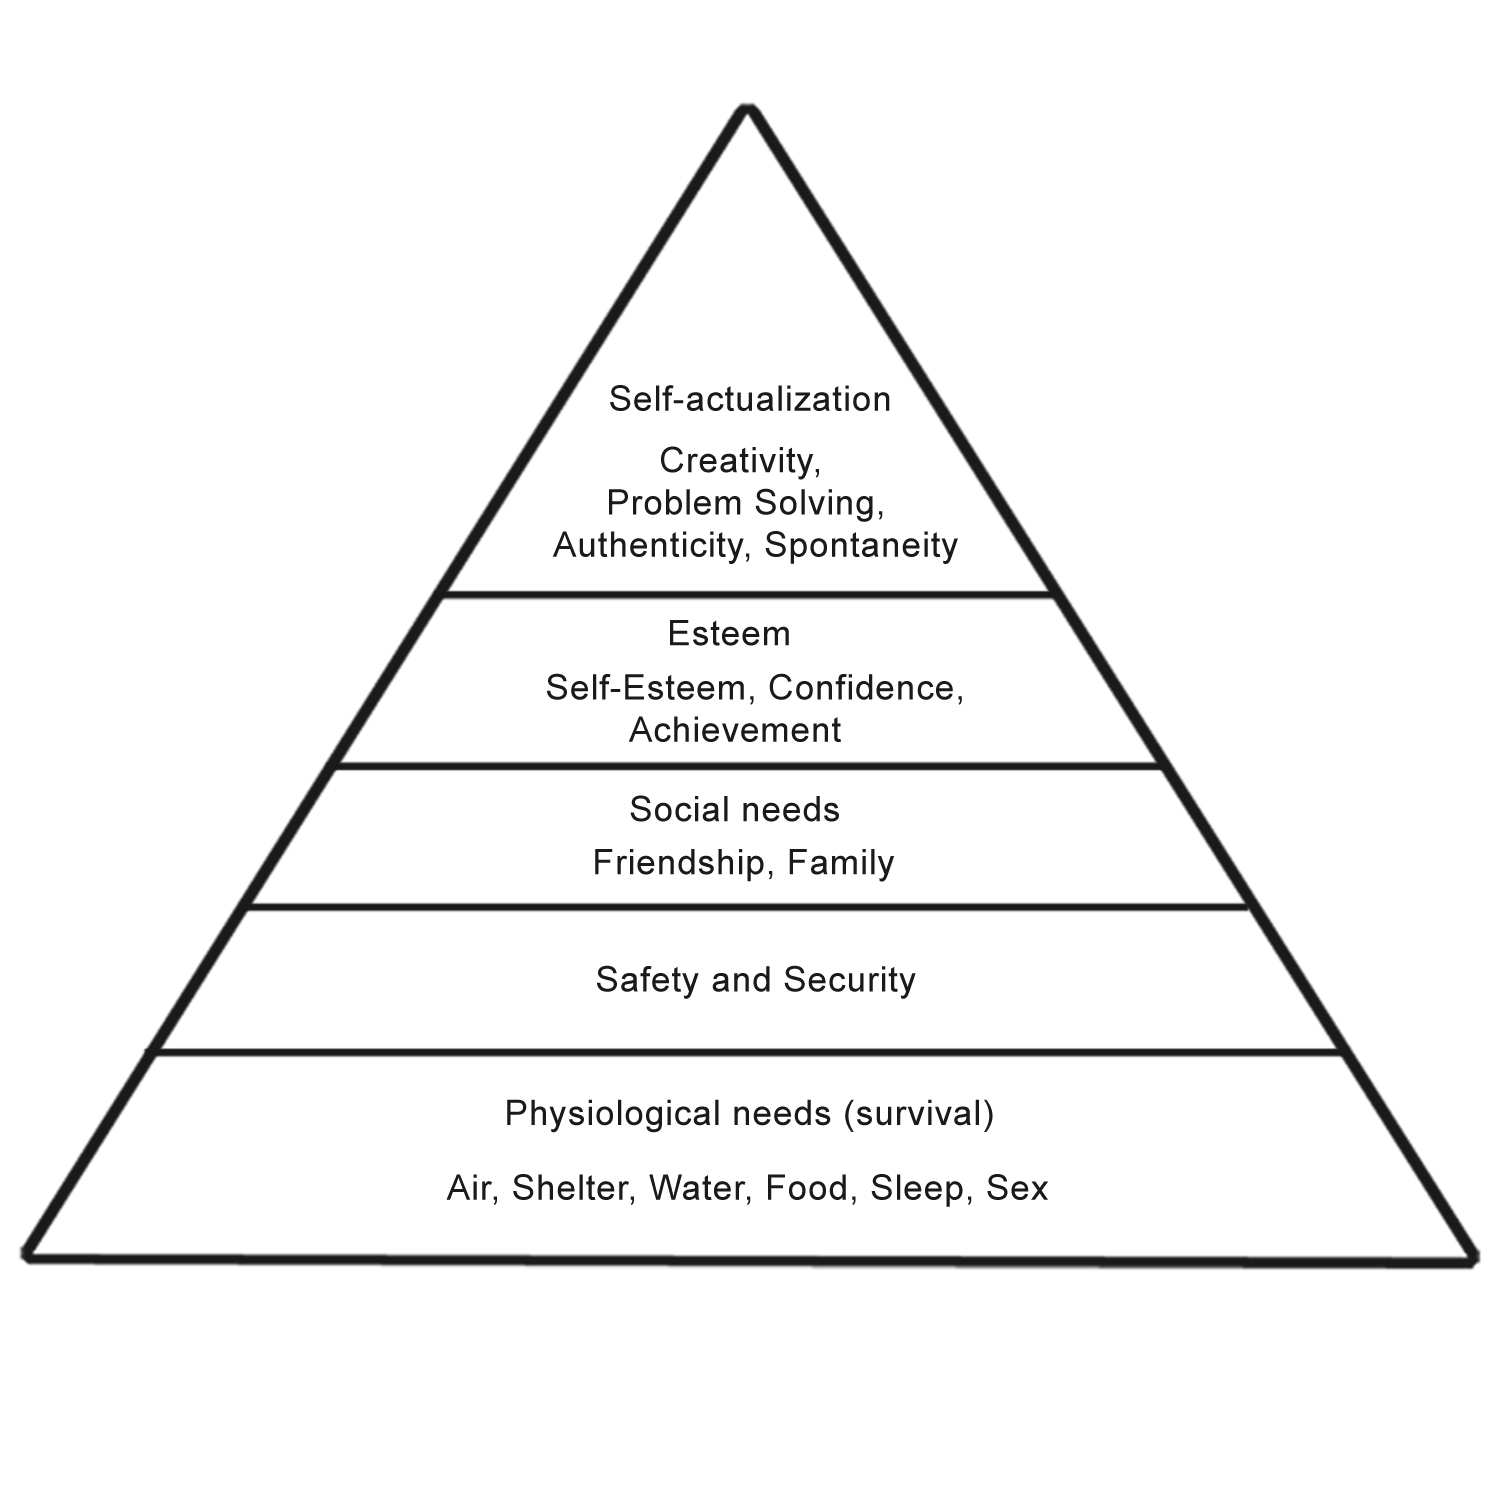 Self-actualization
Creativity,
Problem Solving,
Authenticity, Spontaneity
Esteem
Self-Esteem, Confidence,
Achievement
Social needs
Friendship, Family
Safety and Security
Physiological needs (survival)
Air, Shelter, Water, Food, Sleep, Sex